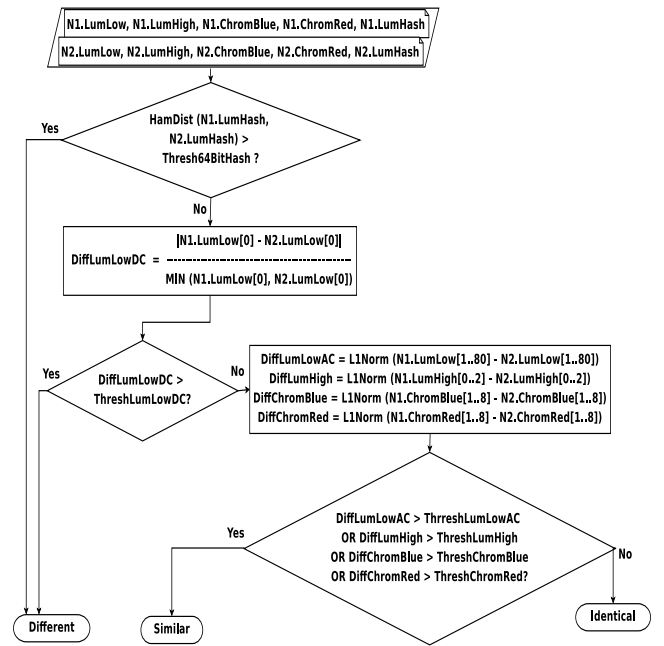 N1.LumLow, N1.LumHigh, N1.ChromBlue, N1.ChromRed, N1.LumHash
N2.LumLow, N2.LumHigh, N2.ChromBlue, N2.ChromRed, N2.LumHash
HamDist (N1.LumHash,
N2.LumHash) >
Thresh64BitHash ?
Yes
No
|N1.LumLow[0] - N2.LumLow[0]|
DiffLumLowDC = ----------------------------------------
MIN (N1.LumLow[0], N2.LumLow[0])
DiffLumLowDC >
ThreshLumLowDC?
Yes
No
DiffLumLowAC = L1Norm (N1.LumLow[1..80] - N2.LumLow[1..80])
DiffLumHigh = L1Norm (N1.LumHigh[0..2] - N2.LumHigh[0..2])
DiffChromBlue = L1Norm (N1.ChromBlue[1..8] - N2.ChromBlue[1..8])
DiffChromRed = L1Norm (N1.ChromRed[1..8] - N2.ChromRed[1..8])
DiffLumLowAC > ThrreshLumLowAC
OR DiffLumHigh > ThreshLumHigh
OR DiffChromBlue > ThreshChromBlue
OR DiffChromRed > ThreshChromRed?
Yes
No
Different
Similar
Identical